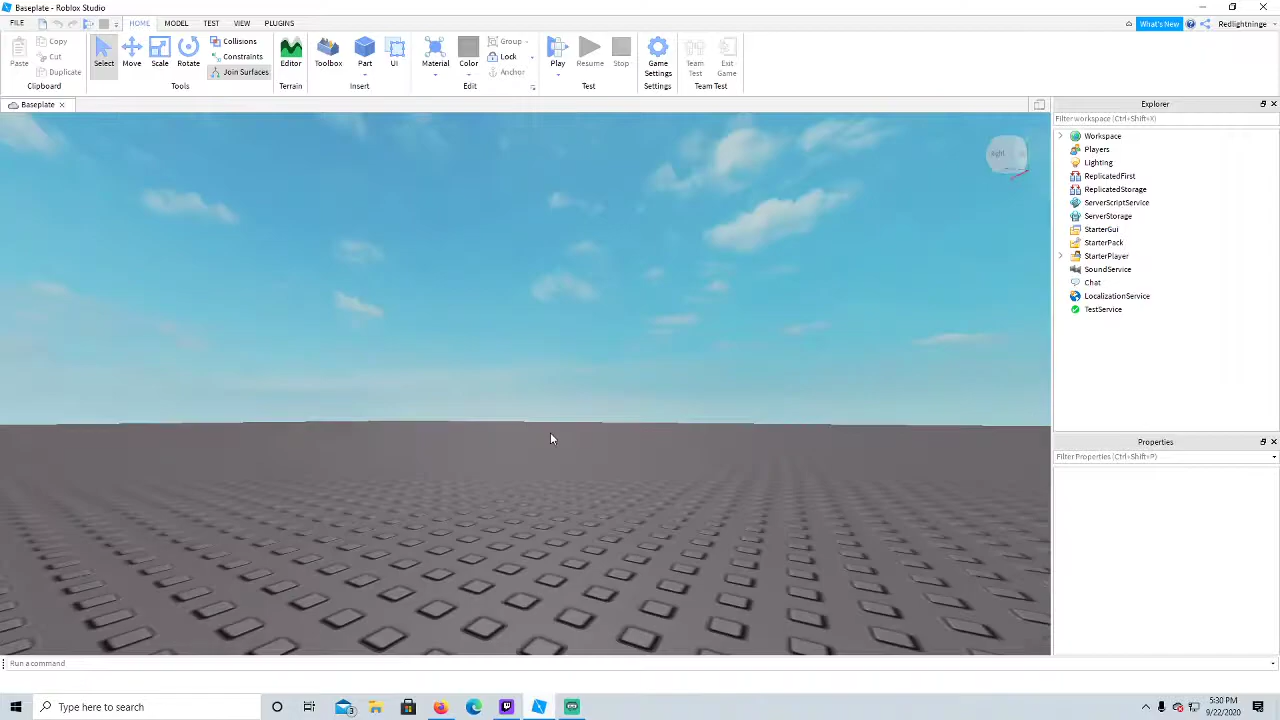 Baseplate - Roblox Studio
FILE HOME MODEL TEST VIEW PLUGINS What's New Redlightninge
Paste Copy Cut Duplicate Clipboard
Select Move Scale Rotate Collisions Constraints Join Surfaces Tools
Editor Terrain
Toolbox Part UI Insert
Material Color Group Lock Anchor Edit
Play Resume Stop Test
Game Settings Settings
Team Test Exit Game Team Test
Baseplate
Right
Explorer
Filter workspace (Ctrl+Shift+X)
Workspace
Players
Lighting
ReplicatedFirst
ReplicatedStorage
ServerScriptService
ServerStorage
StarterGui
StarterPack
StarterPlayer
SoundService
Chat
LocalizationService
TestService
Properties
Filter Properties (Ctrl+Shift+P)
Run a command
Type here to search
3
5:30 PM
9/22/2020